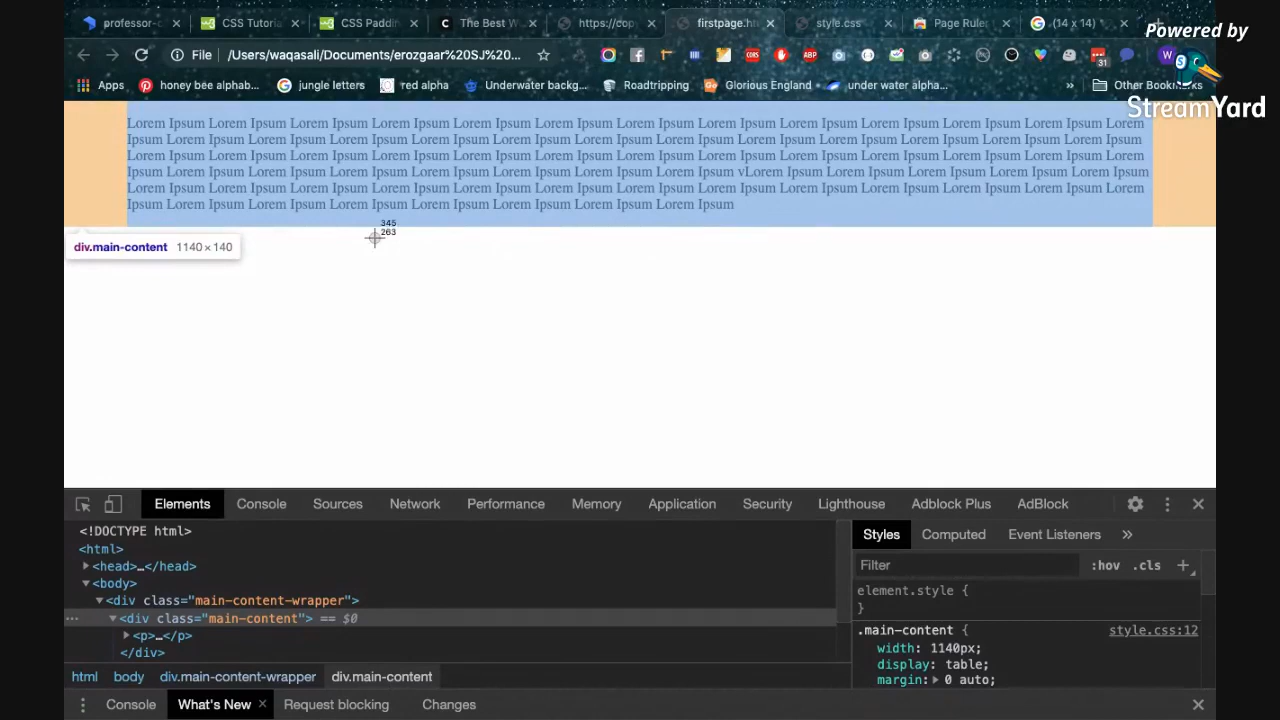 Powered by
StreamYard
professor-c
CSS Tutoria
CSS Paddin
The Best W
https://cop
firstpage.ht
style.css
Page Ruler
(14 x 14)
File /Users/waqasali/Documents/erozgaar%20SJ%20...
Apps honey bee alphab... jungle letters red alpha Underwater backg... Roadtripping Glorious England under water alpha... » Other Bookmarks
Lorem Ipsum Lorem Ipsum Lorem Ipsum Lorem Ipsum Lorem Ipsum Lorem Ipsum Lorem Ipsum Lorem Ipsum Lorem Ipsum Lorem Ipsum Lorem Ipsum Lorem Ipsum Lorem
Ipsum Lorem Ipsum Lorem Ipsum Lorem Ipsum Lorem Ipsum Lorem Ipsum Lorem Ipsum Lorem Ipsum Lorem Ipsum Lorem Ipsum Lorem Ipsum Lorem Ipsum Lorem Ipsum
Lorem Ipsum Lorem Ipsum Lorem Ipsum Lorem Ipsum Lorem Ipsum Lorem Ipsum Lorem Ipsum Lorem Ipsum Lorem Ipsum Lorem Ipsum Lorem Ipsum Lorem Ipsum Lorem
Ipsum Lorem Ipsum Lorem Ipsum Lorem Ipsum Lorem Ipsum Lorem Ipsum Lorem Ipsum Lorem Ipsum vLorem Ipsum Lorem Ipsum Lorem Ipsum Lorem Ipsum Lorem Ipsum
Lorem Ipsum Lorem Ipsum Lorem Ipsum Lorem Ipsum Lorem Ipsum Lorem Ipsum Lorem Ipsum Lorem Ipsum Lorem Ipsum Lorem Ipsum Lorem Ipsum Lorem Ipsum Lorem
Ipsum Lorem Ipsum Lorem Ipsum Lorem Ipsum Lorem Ipsum Lorem Ipsum Lorem Ipsum Lorem Ipsum
345
263
div.main-content 1140 × 140
Elements Console Sources Network Performance Memory Application Security Lighthouse Adblock Plus AdBlock
<!DOCTYPE html>
<html>
<head>…</head>
<body>
<div class="main-content-wrapper">
<div class="main-content"> == $0
<p>…</p>
</div>
html body div.main-content-wrapper div.main-content
Styles Computed Event Listeners »
Filter :hov .cls +
element.style {
}
.main-content { style.css:12
width: 1140px;
display: table;
margin: 0 auto;
Console What's New Request blocking Changes